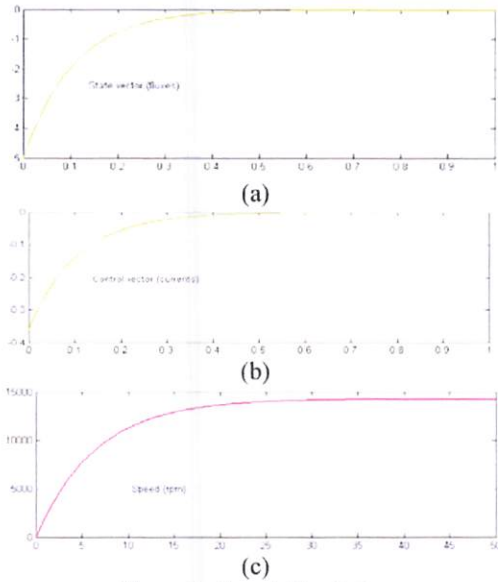 0
-1
-2
-3
-4
State vector (fluxes)
0 0.1 0.2 0.3 0.4 0.5 0.6 0.7 0.8 0.9 1
(a)
0
-0.1
-0.2
-0.3
-0.4
Control vector (currents)
0 0.1 0.2 0.3 0.4 0.5 0.6 0.7 0.8 0.9 1
(b)
15000
10000
5000
0
Speed (rpm)
0 5 10 15 20 25 30 35 40 45 50
(c)